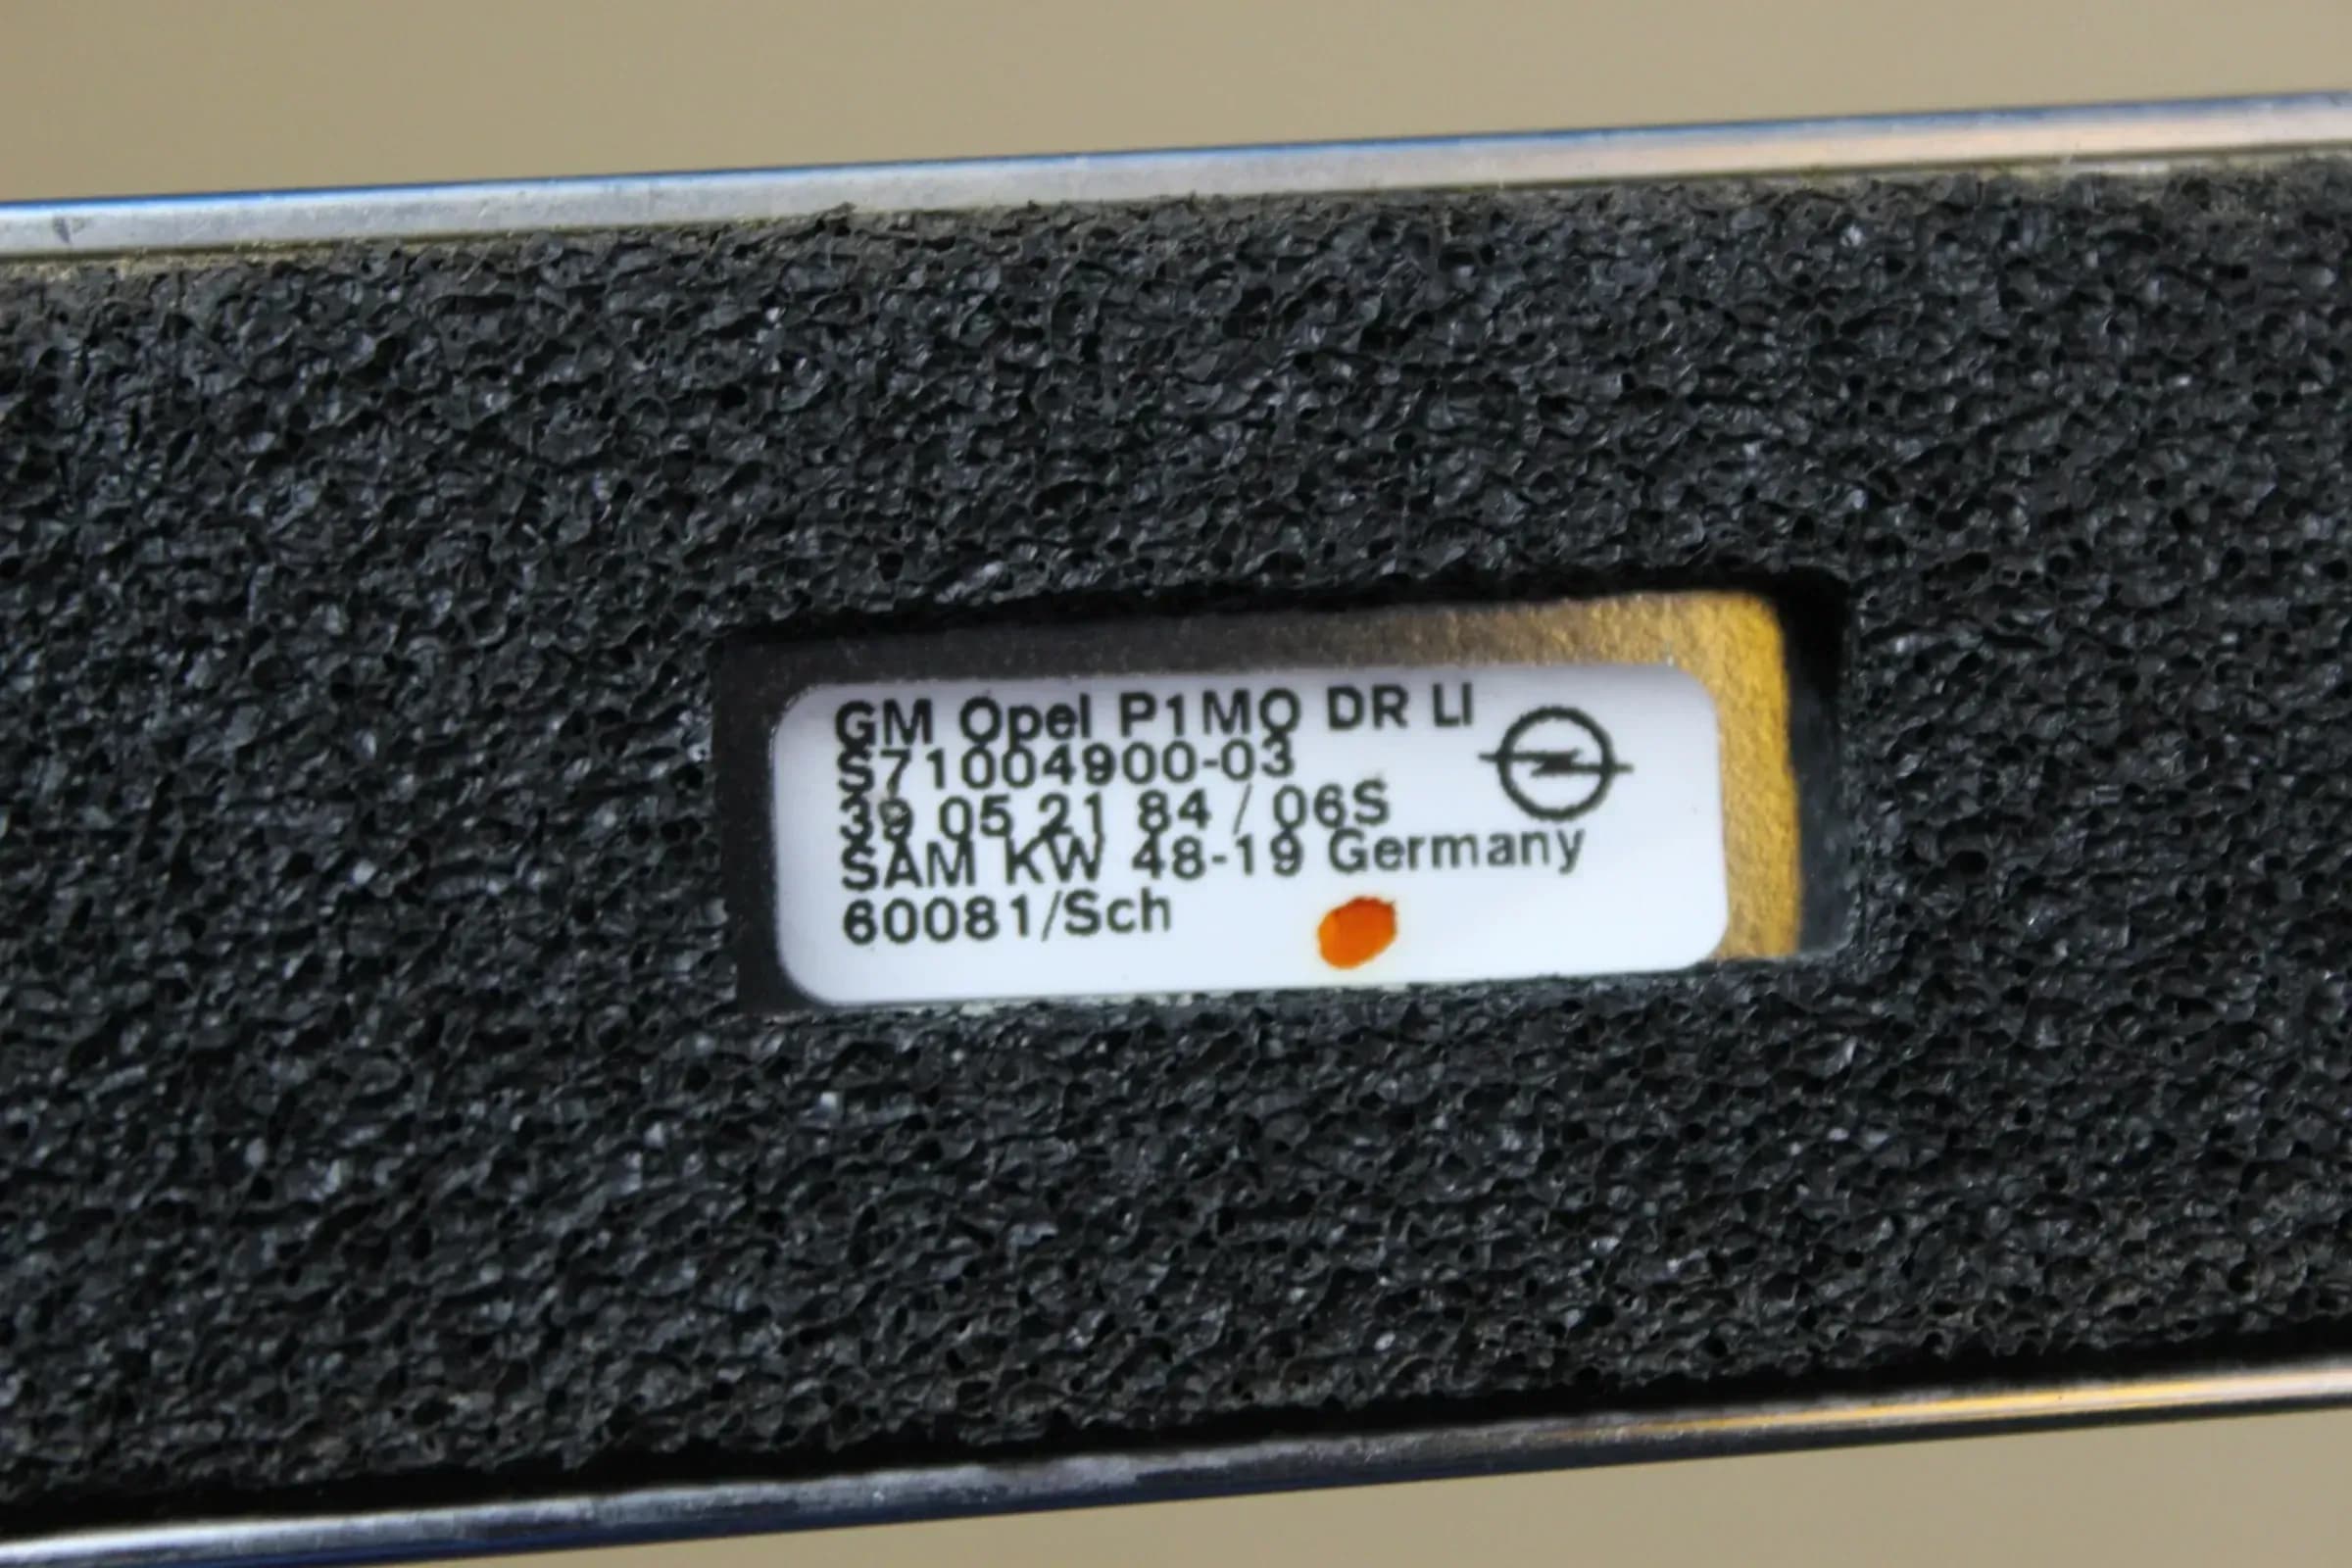 GM Opel P1MO DR LI
S71004900-03
39 05 21 84 / 06S
SAM KW 48-19 Germany
60081/Sch